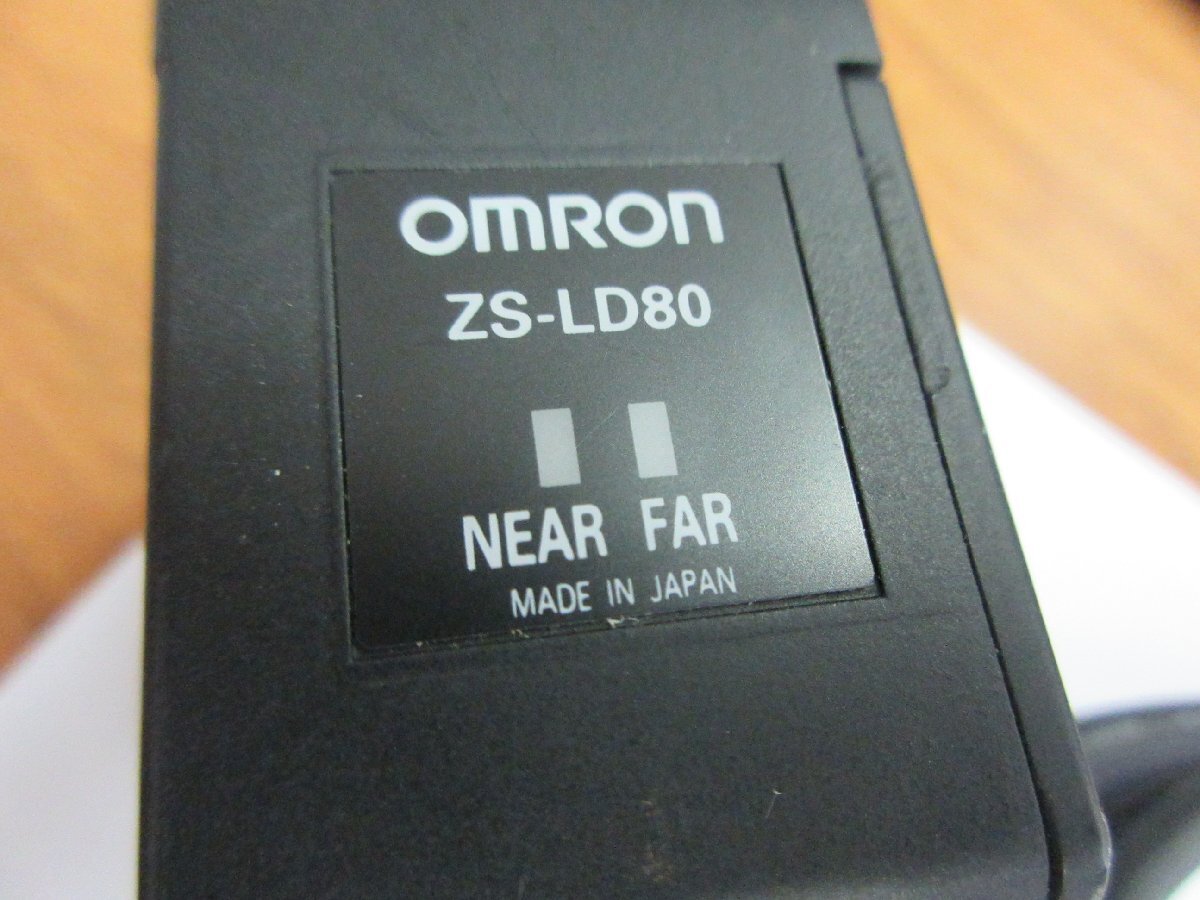 OMRON
ZS-LD80
NEAR FAR
MADE IN JAPAN